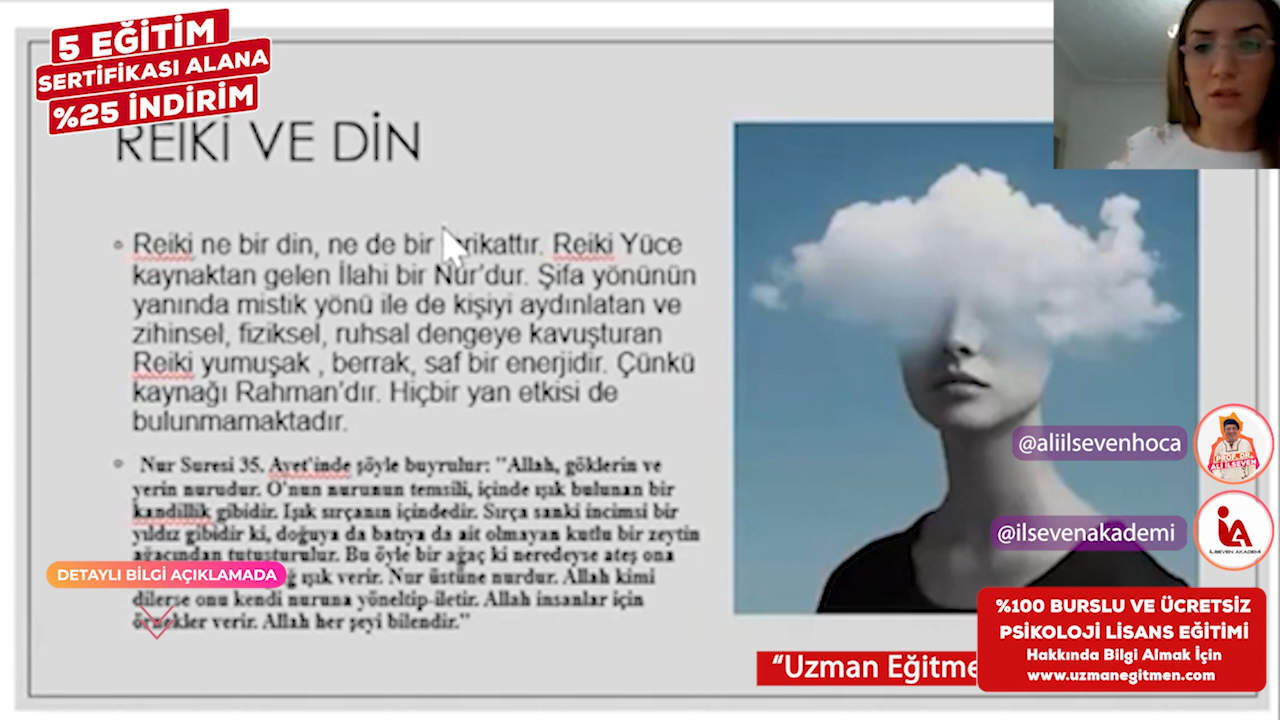 5 EĞİTİM
SERTİFİKASI ALANA
%25 İNDİRİM
REİKİ VE DİN
Reiki ne bir din, ne de bir tarikattır. Reiki Yüce
kaynaktan gelen İlahi bir Nur'dur. Şifa yönünün
yanında mistik yönü ile de kişiyi aydınlatan ve
zihinsel, fiziksel, ruhsal dengeye kavuşturan
Reiki yumuşak , berrak, saf bir enerjidir. Çünkü
kaynağı Rahman'dır. Hiçbir yan etkisi de
bulunmamaktadır.
Nur Suresi 35. Ayet'inde şöyle buyrulur: "Allah, göklerin ve
yerin nurudur. O'nun nurunun temsili, içinde ışık bulunan bir
kandillik gibidir. Işık sırçanın içindedir. Sırça sanki incimsi bir
yıldız gibidir ki, doğuya da batıya da ait olmayan kutlu bir zeytin
ağacından tutuşturulur. Bu öyle bir ağaç ki neredeyse ateş ona
ışık verir. Nur üstüne nurdur. Allah kimi
dilerse onu kendi nuruna yöneltip-iletir. Allah insanlar için
örnekler verir. Allah her şeyi bilendir."
DETAYLI BİLGİ AÇIKLAMADA
@aliilsevenhoca
PROF. DR.
ALİ İLSEVEN
@ilsevenakademi
İLSEVEN AKADEMİ
"Uzman Eğitme
%100 BURSLU VE ÜCRETSİZ
PSİKOLOJİ LİSANS EĞİTİMİ
Hakkında Bilgi Almak İçin
www.uzmanegitmen.com